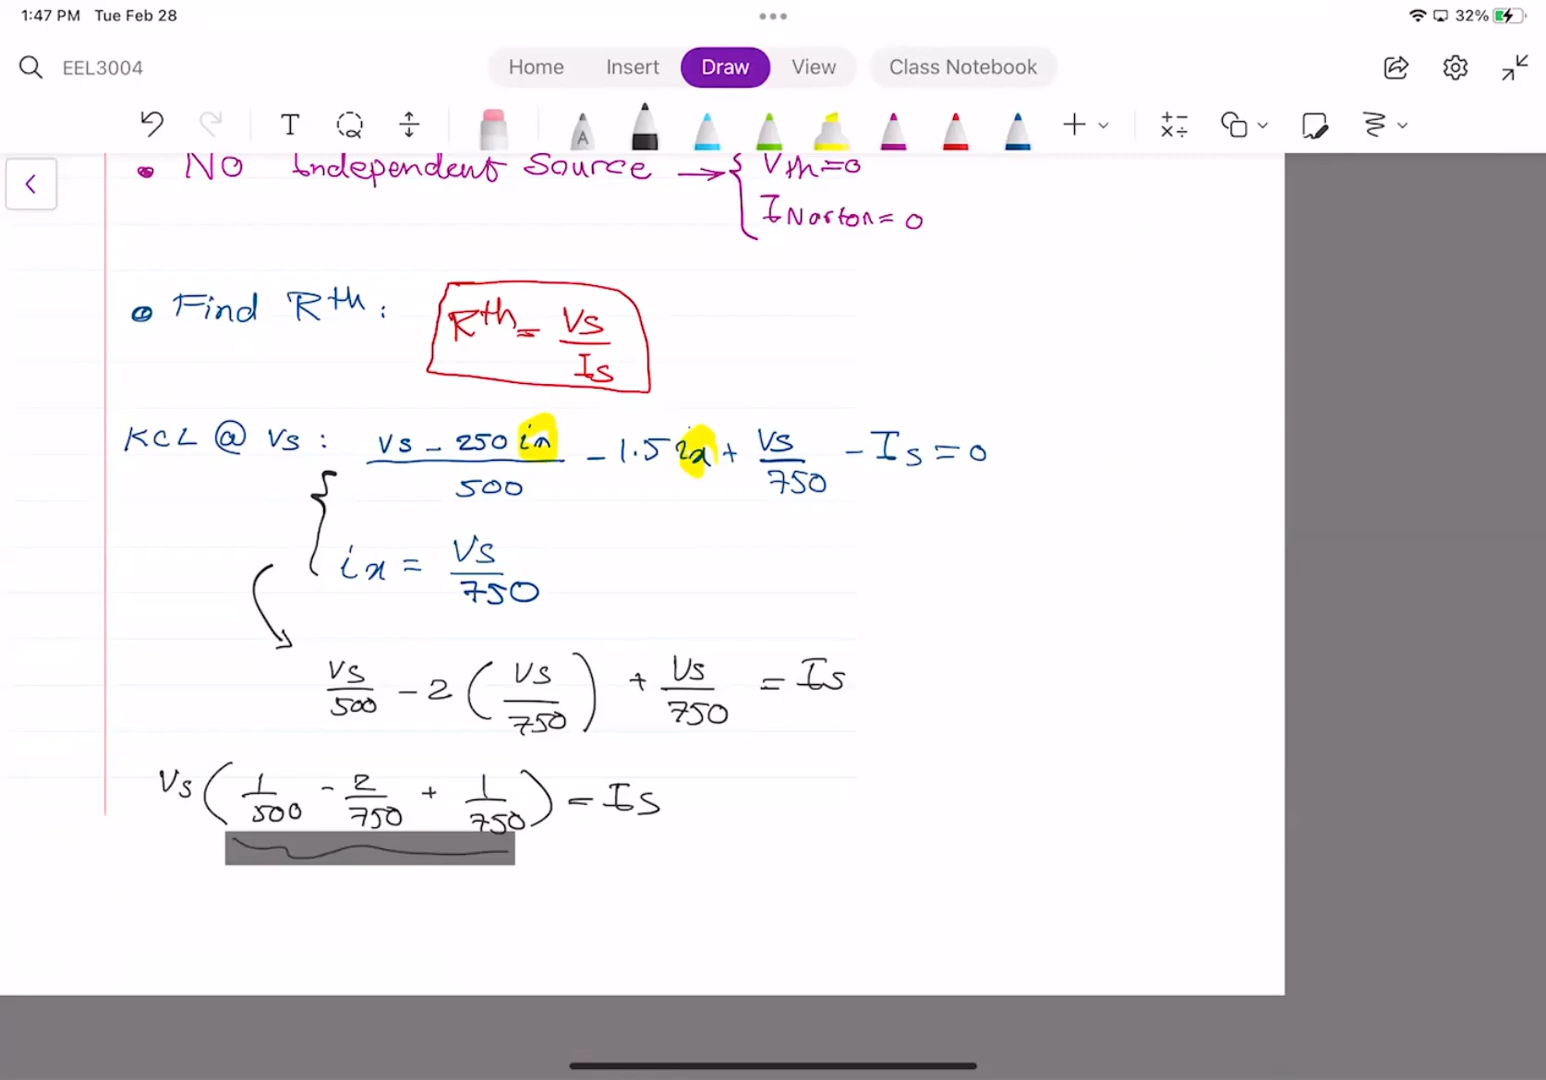 1:47 PM Tue Feb 28 32%
EEL3004 Home Insert Draw View Class Notebook
T A
• No Independent Source → { Vth=0
INorton= 0
• Find Rth: Rth = Vs/Is
KCL @ Vs : (Vs - 250 ix)/500 - 1.5 ix + Vs/750 - Is = 0
ix = Vs/750
Vs/500 - 2 (Vs/750) + Vs/750 = Is
Vs (1/500 - 2/750 + 1/750) = Is